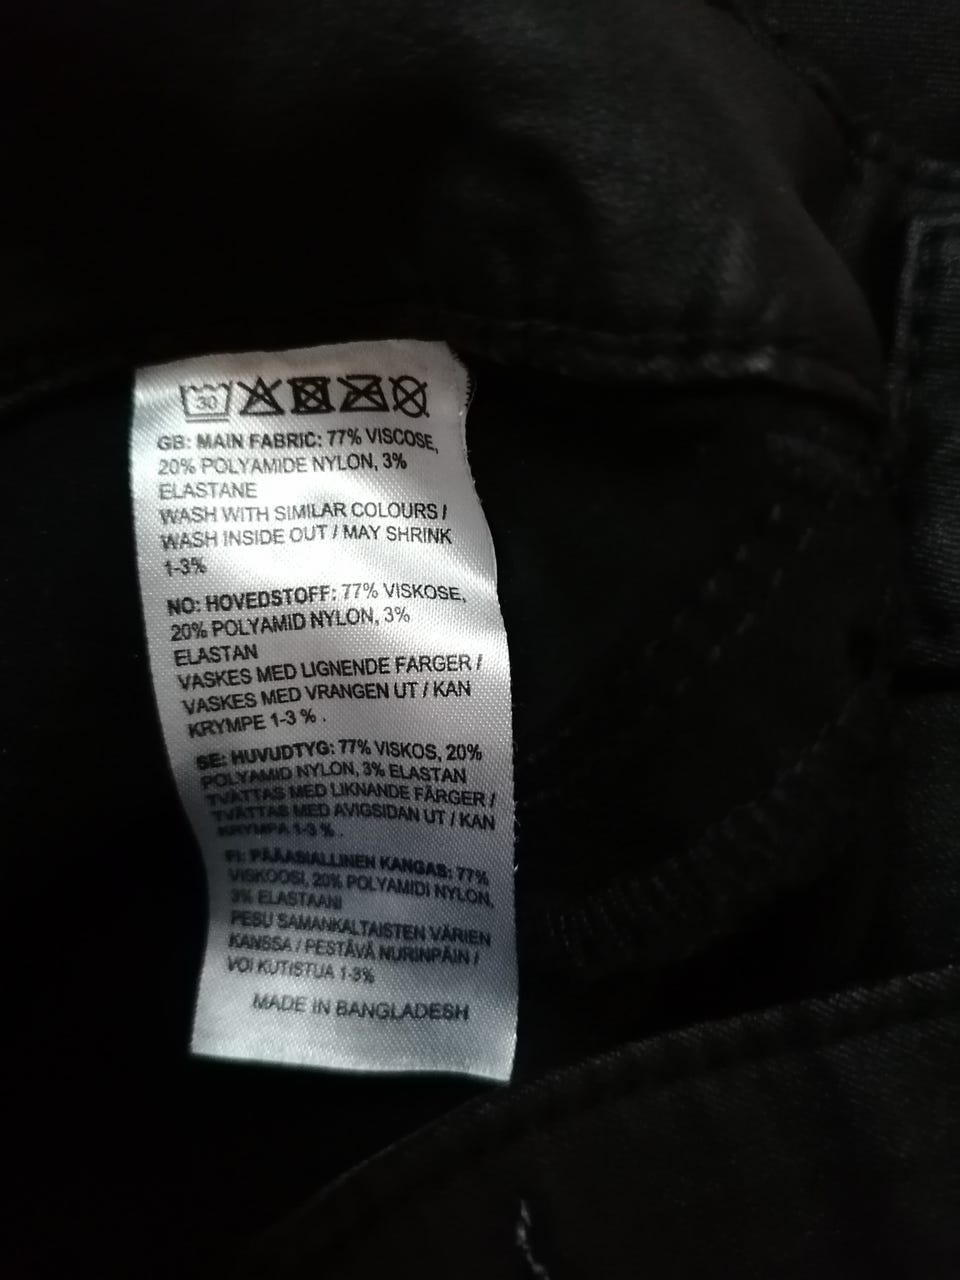 30
GB: MAIN FABRIC: 77% VISCOSE,
20% POLYAMIDE NYLON, 3%
ELASTANE
WASH WITH SIMILAR COLOURS /
WASH INSIDE OUT / MAY SHRINK
1-3%
NO: HOVEDSTOFF: 77% VISKOSE,
20% POLYAMID NYLON, 3%
ELASTAN
VASKES MED LIGNENDE FARGER /
VASKES MED VRANGEN UT / KAN
KRYMPE 1-3 % .
SE: HUVUDTYG: 77% VISKOS, 20%
POLYAMID NYLON, 3% ELASTAN
TVÄTTAS MED LIKNANDE FÄRGER /
TVÄTTAS MED AVIGSIDAN UT / KAN
KRYMPA 1-3 % .
FI: PÄÄASIALLINEN KANGAS: 77%
VISKOOSI, 20% POLYAMIDI NYLON,
3% ELASTAANI
PESU SAMANKALTAISTEN VÄRIEN
KANSSA / PESTÄVÄ NURINPÄIN /
VOI KUTISTUA 1-3%
MADE IN BANGLADESH